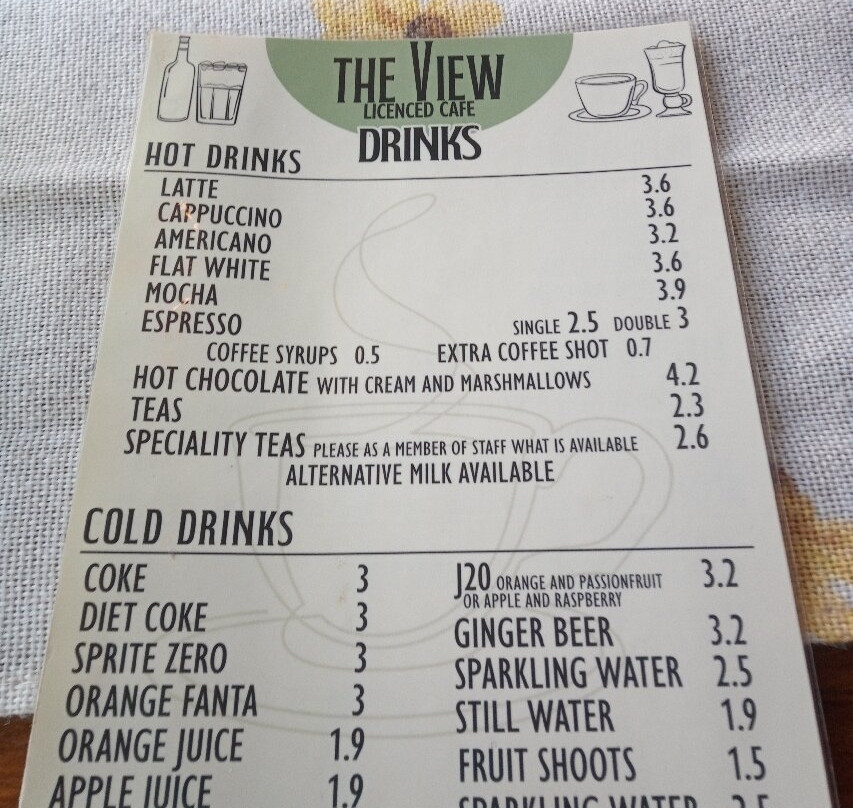 THE VIEW
LICENCED CAFE
DRINKS
HOT DRINKS
LATTE 3.6
CAPPUCCINO 3.6
AMERICANO 3.2
FLAT WHITE 3.6
MOCHA 3.9
ESPRESSO SINGLE 2.5 DOUBLE 3
COFFEE SYRUPS 0.5 EXTRA COFFEE SHOT 0.7
HOT CHOCOLATE WITH CREAM AND MARSHMALLOWS 4.2
TEAS 2.3
SPECIALITY TEAS PLEASE AS A MEMBER OF STAFF WHAT IS AVAILABLE 2.6
ALTERNATIVE MILK AVAILABLE
COLD DRINKS
COKE 3
DIET COKE 3
SPRITE ZERO 3
ORANGE FANTA 3
ORANGE JUICE 1.9
APPLE JUICE 1.9
J20 ORANGE AND PASSIONFRUIT 3.2
OR APPLE AND RASPBERRY
GINGER BEER 3.2
SPARKLING WATER 2.5
STILL WATER 1.9
FRUIT SHOOTS 1.5
SPARKLING WATER 2.5